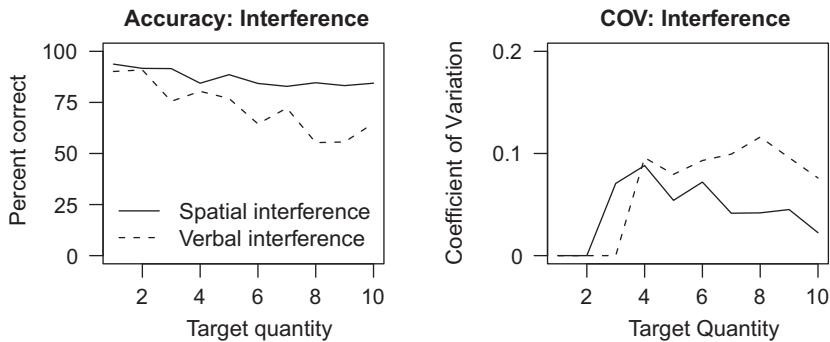 Accuracy: Interference
Percent correct
100
75
50
25
0
Spatial interference
Verbal interference
2 4 6 8 10
Target quantity
COV: Interference
Coefficient of Variation
0.2
0.1
0
2 4 6 8 10
Target Quantity